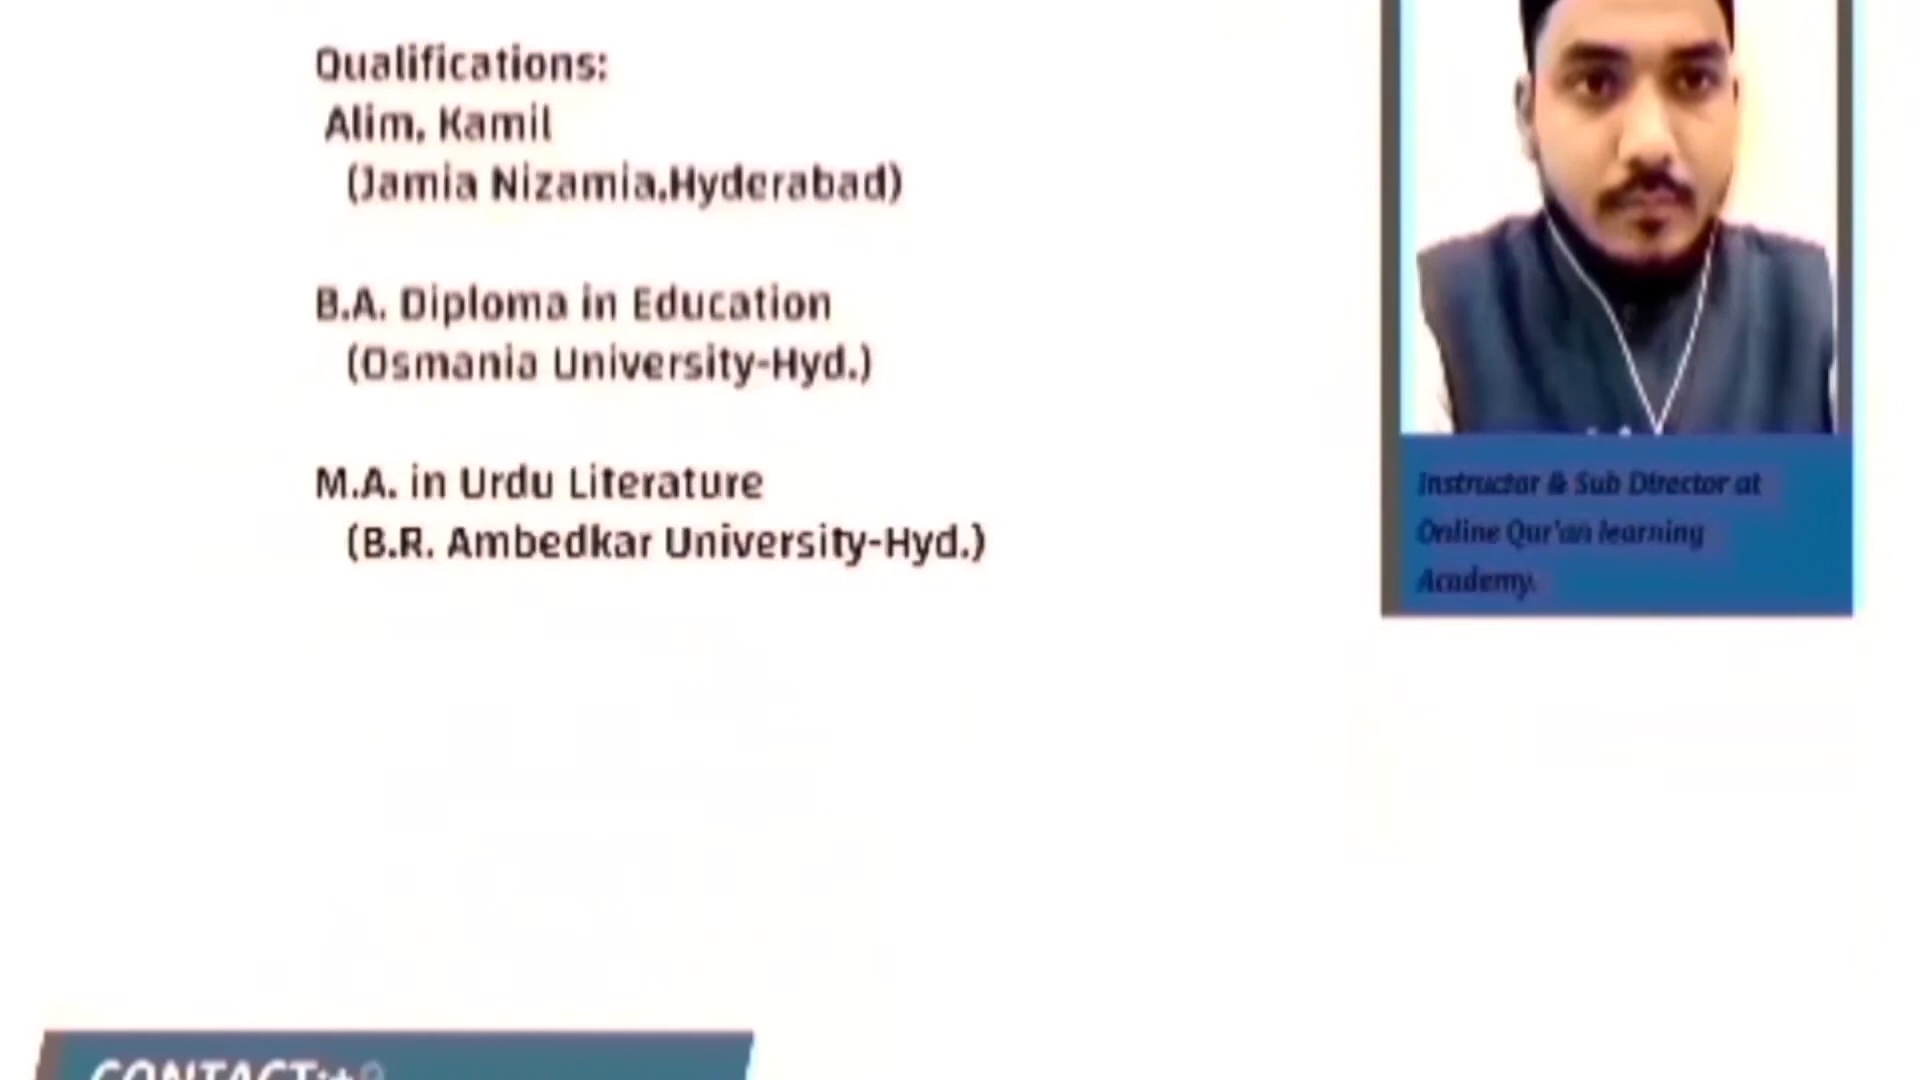 Qualifications:
Alim, Kamil
(Jamia Nizamia,Hyderabad)
B.A. Diploma in Education
(Osmania University-Hyd.)
M.A. in Urdu Literature
(B.R. Ambedkar University-Hyd.)
Instructor & Sub Director at
Online Qur'an learning
Academy.